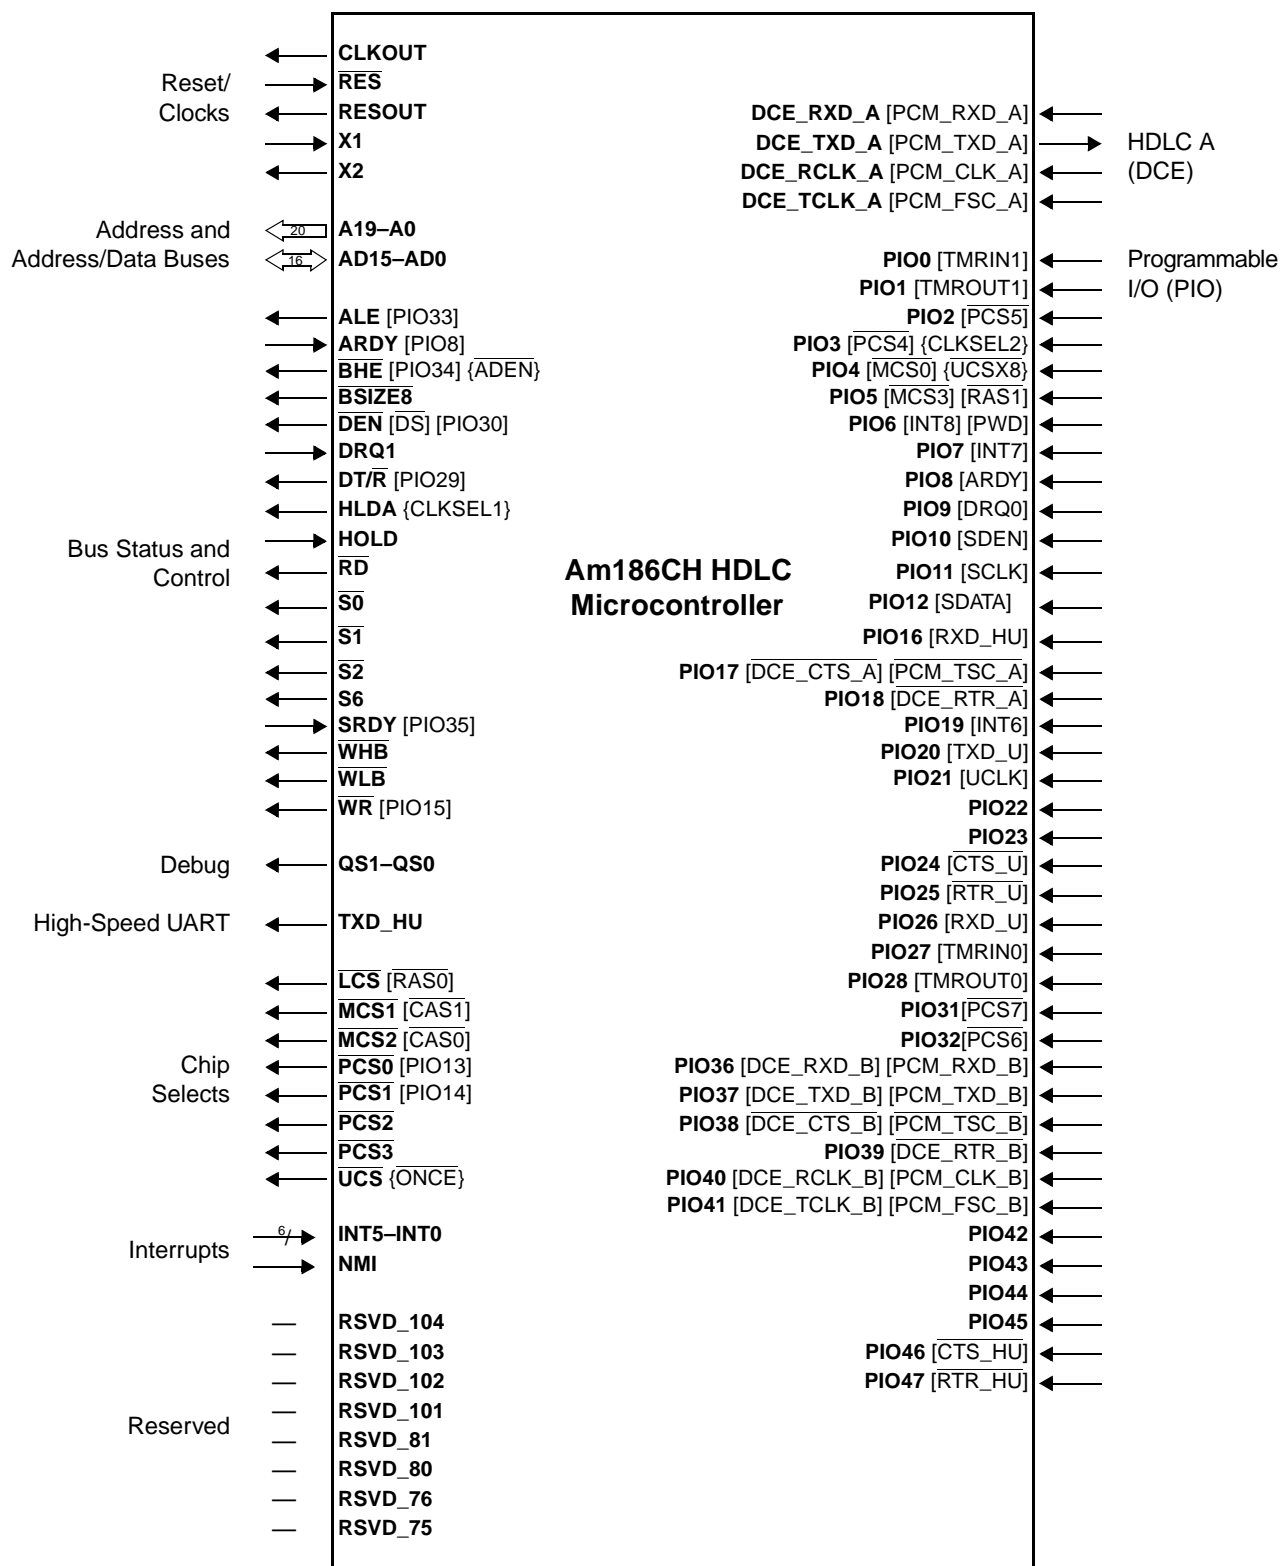 CLKOUT
Reset/
Clocks
RES
RESOUT
X1
X2
Address and
Address/Data Buses
20
A19–A0
16
AD15–AD0
ALE [PIO33]
ARDY [PIO8]
BHE [PIO34] {ADEN}
BSIZE8
DEN [DS] [PIO30]
DRQ1
DT/R [PIO29]
HLDA {CLKSEL1}
Bus Status and
Control
HOLD
RD
S0
S1
S2
S6
SRDY [PIO35]
WHB
WLB
WR [PIO15]
Debug
QS1–QS0
High-Speed UART
TXD_HU
LCS [RAS0]
MCS1 [CAS1]
MCS2 [CAS0]
Chip
Selects
PCS0 [PIO13]
PCS1 [PIO14]
PCS2
PCS3
UCS {ONCE}
Interrupts
6/
INT5–INT0
NMI
Reserved
— RSVD_104
— RSVD_103
— RSVD_102
— RSVD_101
— RSVD_81
— RSVD_80
— RSVD_76
— RSVD_75
Am186CH HDLC
Microcontroller
DCE_RXD_A [PCM_RXD_A]
DCE_TXD_A [PCM_TXD_A]
DCE_RCLK_A [PCM_CLK_A]
DCE_TCLK_A [PCM_FSC_A]
HDLC A
(DCE)
PIO0 [TMRIN1]
PIO1 [TMROUT1]
Programmable
I/O (PIO)
PIO2 [PCS5]
PIO3 [PCS4] {CLKSEL2}
PIO4 [MCS0] {UCSX8}
PIO5 [MCS3] [RAS1]
PIO6 [INT8] [PWD]
PIO7 [INT7]
PIO8 [ARDY]
PIO9 [DRQ0]
PIO10 [SDEN]
PIO11 [SCLK]
PIO12 [SDATA]
PIO16 [RXD_HU]
PIO17 [DCE_CTS_A] [PCM_TSC_A]
PIO18 [DCE_RTR_A]
PIO19 [INT6]
PIO20 [TXD_U]
PIO21 [UCLK]
PIO22
PIO23
PIO24 [CTS_U]
PIO25 [RTR_U]
PIO26 [RXD_U]
PIO27 [TMRIN0]
PIO28 [TMROUT0]
PIO31[PCS7]
PIO32[PCS6]
PIO36 [DCE_RXD_B] [PCM_RXD_B]
PIO37 [DCE_TXD_B] [PCM_TXD_B]
PIO38 [DCE_CTS_B] [PCM_TSC_B]
PIO39 [DCE_RTR_B]
PIO40 [DCE_RCLK_B] [PCM_CLK_B]
PIO41 [DCE_TCLK_B] [PCM_FSC_B]
PIO42
PIO43
PIO44
PIO45
PIO46 [CTS_HU]
PIO47 [RTR_HU]